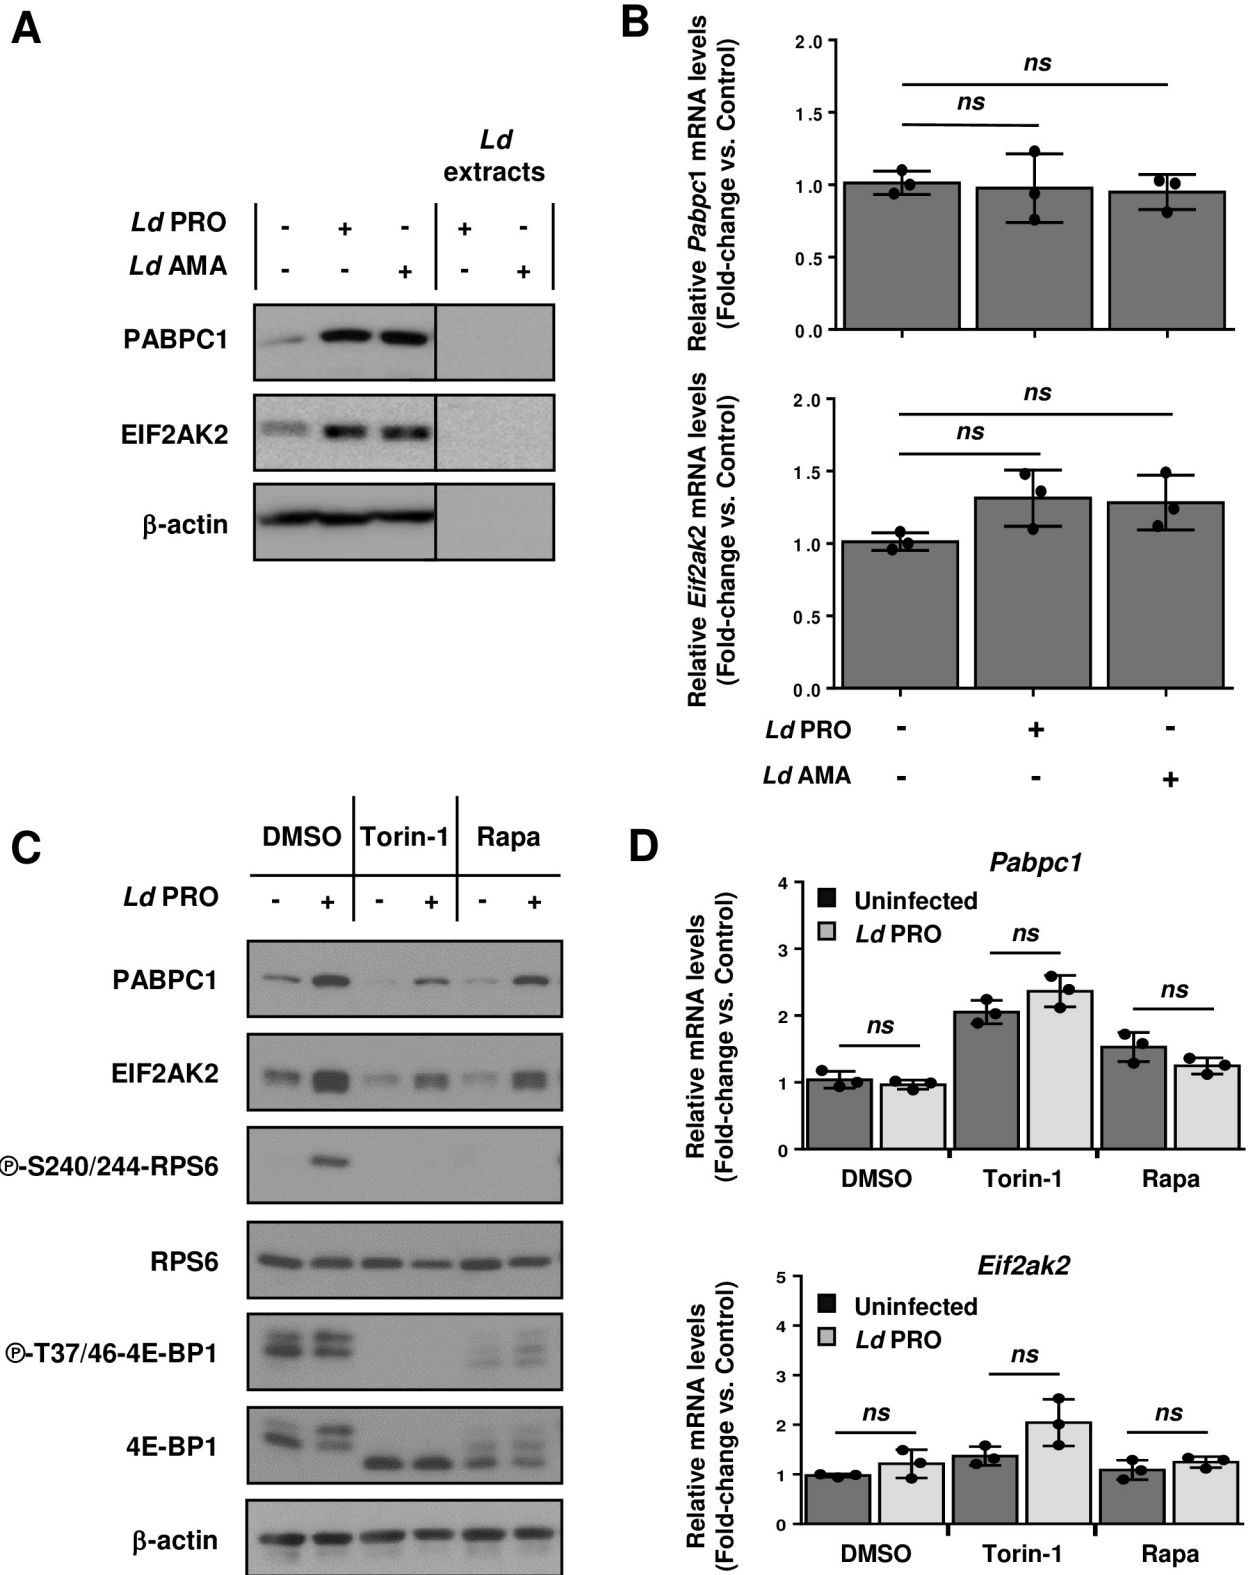 A
Ld
extracts
Ld PRO - + - + -
Ld AMA - - + - +
PABPC1
EIF2AK2
β-actin
B
Relative Pabpc1 mRNA levels
(Fold-change vs. Control)
2.0
1.5
1.0
0.5
0.0
ns
ns
Relative Eif2ak2 mRNA levels
(Fold-change vs. Control)
2.0
1.5
1.0
0.5
0.0
ns
ns
Ld PRO - + -
Ld AMA - - +
C
DMSO Torin-1 Rapa
Ld PRO - + - + - +
PABPC1
EIF2AK2
℗-S240/244-RPS6
RPS6
℗-T37/46-4E-BP1
4E-BP1
β-actin
D
Pabpc1
Relative mRNA levels
(Fold-change vs. Control)
4
3
2
1
0
Uninfected
Ld PRO
ns
ns
ns
DMSO Torin-1 Rapa
Eif2ak2
Relative mRNA levels
(Fold-change vs. Control)
5
4
3
2
1
0
Uninfected
Ld PRO
ns
ns
ns
DMSO Torin-1 Rapa